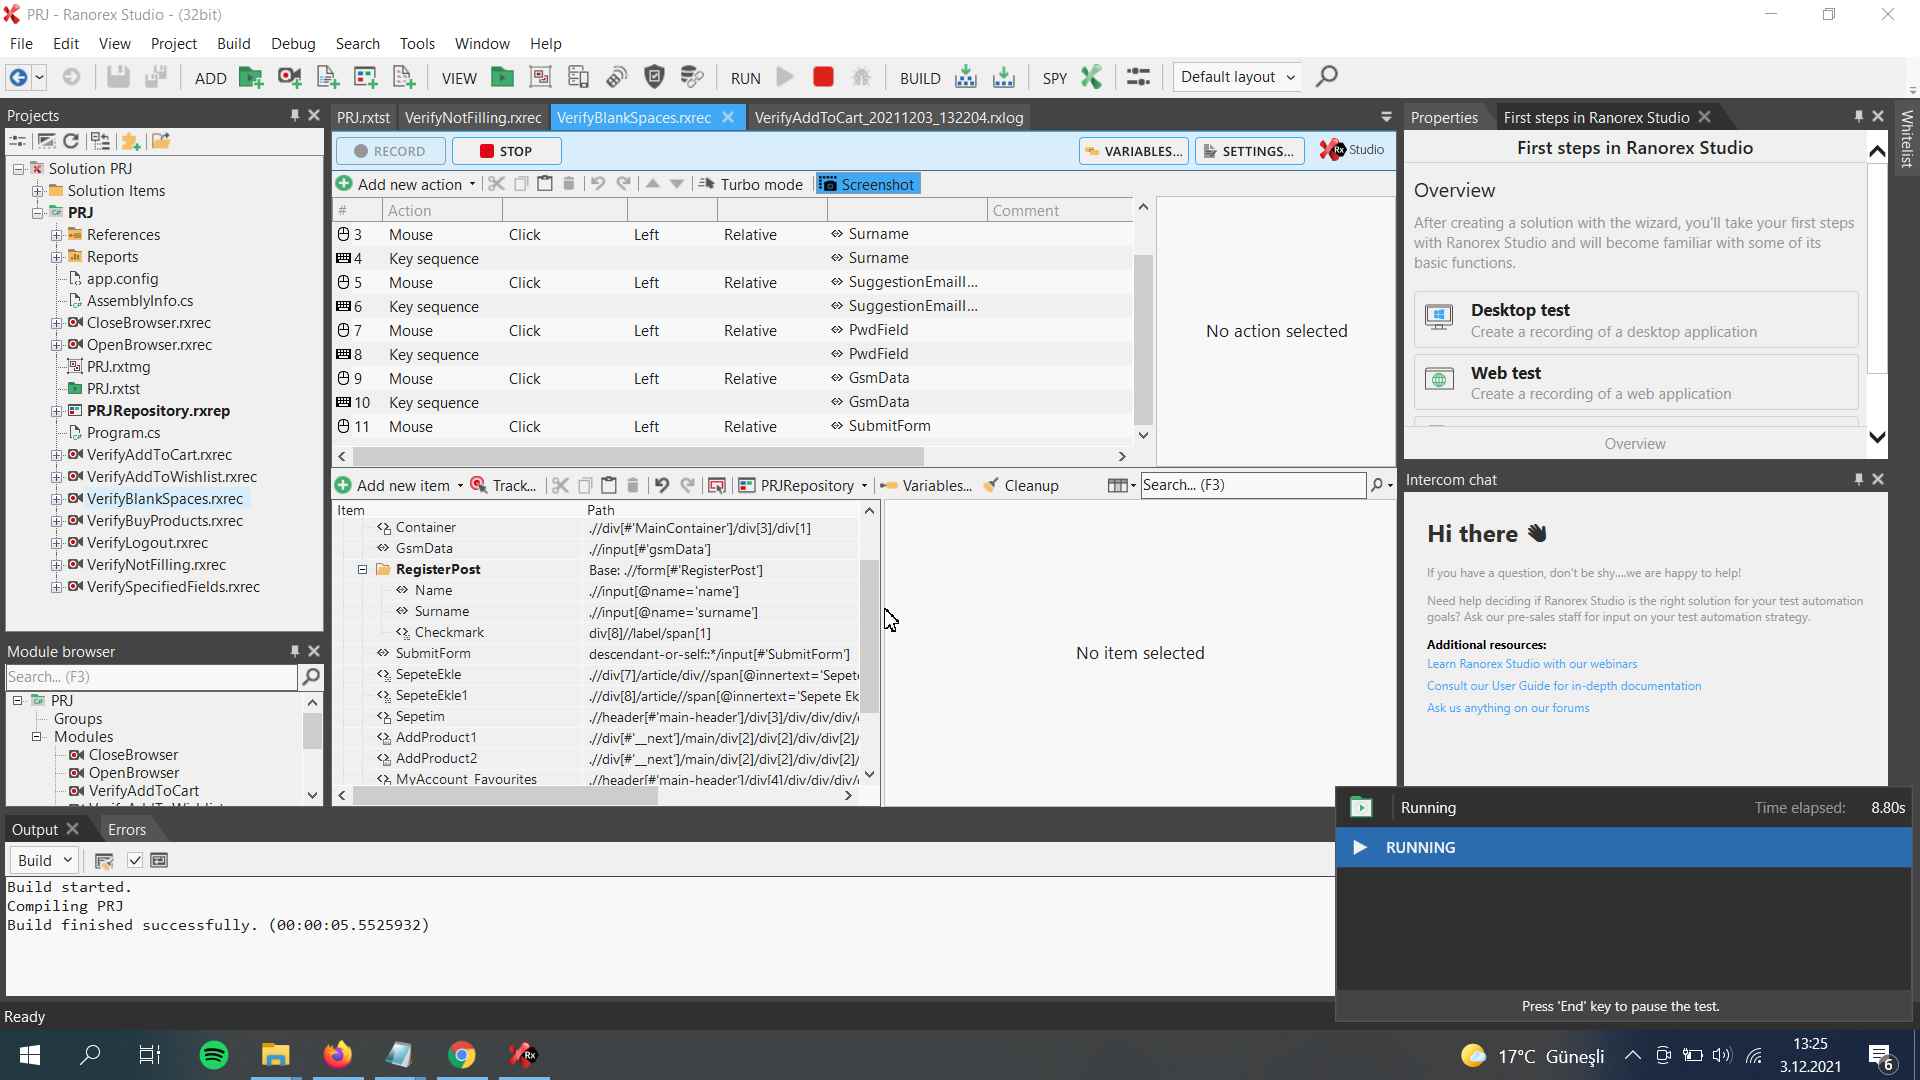 PRJ - Ranorex Studio - (32bit)
File Edit View Project Build Debug Search Tools Window Help
ADD VIEW RUN BUILD SPY Default layout
Projects
Solution PRJ
Solution Items
PRJ
References
Reports
app.config
AssemblyInfo.cs
CloseBrowser.rxrec
OpenBrowser.rxrec
PRJ.rxtmg
PRJ.rxtst
PRJRepository.rxrep
Program.cs
VerifyAddToCart.rxrec
VerifyAddToWishlist.rxrec
VerifyBlankSpaces.rxrec
VerifyBuyProducts.rxrec
VerifyLogout.rxrec
VerifyNotFilling.rxrec
VerifySpecifiedFields.rxrec
Module browser
Search... (F3)
PRJ
Groups
Modules
CloseBrowser
OpenBrowser
VerifyAddToCart
PRJ.rxtst VerifyNotFilling.rxrec VerifyBlankSpaces.rxrec VerifyAddToCart_20211203_132204.rxlog
RECORD STOP VARIABLES... SETTINGS... Rx Studio
Add new action Turbo mode Screenshot
# Action Comment
3 Mouse Click Left Relative Surname
4 Key sequence Surname
5 Mouse Click Left Relative SuggestionEmailI...
6 Key sequence SuggestionEmailI...
7 Mouse Click Left Relative PwdField
8 Key sequence PwdField
9 Mouse Click Left Relative GsmData
10 Key sequence GsmData
11 Mouse Click Left Relative SubmitForm
No action selected
Add new item Track... PRJRepository Variables... Cleanup Search... (F3)
Item Path
Container .//div[#'MainContainer']/div[3]/div[1]
GsmData .//input[#'gsmData']
RegisterPost Base: .//form[#'RegisterPost']
Name .//input[@name='name']
Surname .//input[@name='surname']
Checkmark div[8]//label/span[1]
SubmitForm descendant-or-self::*/input[#'SubmitForm']
SepeteEkle .//div[7]/article/div//span[@innertext='Sepet
SepeteEkle1 .//div[8]/article//span[@innertext='Sepete Ek
Sepetim .//header[#'main-header']/div[3]/div/div/div/
AddProduct1 .//div[#'__next']/main/div[2]/div[2]/div/div[2]/
AddProduct2 .//div[#'__next']/main/div[2]/div[2]/div/div[2]/
MyAccount_Favourites .//header[#'main-header']/div[4]/div/div/div/
No item selected
Properties First steps in Ranorex Studio
Whitelist
First steps in Ranorex Studio
Overview
After creating a solution with the wizard, you'll take your first steps
with Ranorex Studio and will become familiar with some of its
basic functions.
Desktop test
Create a recording of a desktop application
Web test
Create a recording of a web application
Overview
Intercom chat
Hi there
If you have a question, don't be shy....we are happy to help!
Need help deciding if Ranorex Studio is the right solution for your test automation
goals? Ask our pre-sales staff for input on your test automation strategy.
Additional resources:
Learn Ranorex Studio with our webinars
Consult our User Guide for in-depth documentation
Ask us anything on our forums
Running Time elapsed: 8.80s
RUNNING
Press 'End' key to pause the test.
Output Errors
Build
Build started.
Compiling PRJ
Build finished successfully. (00:00:05.5525932)
Ready
Rx
17°C Güneşli
13:25
3.12.2021
6